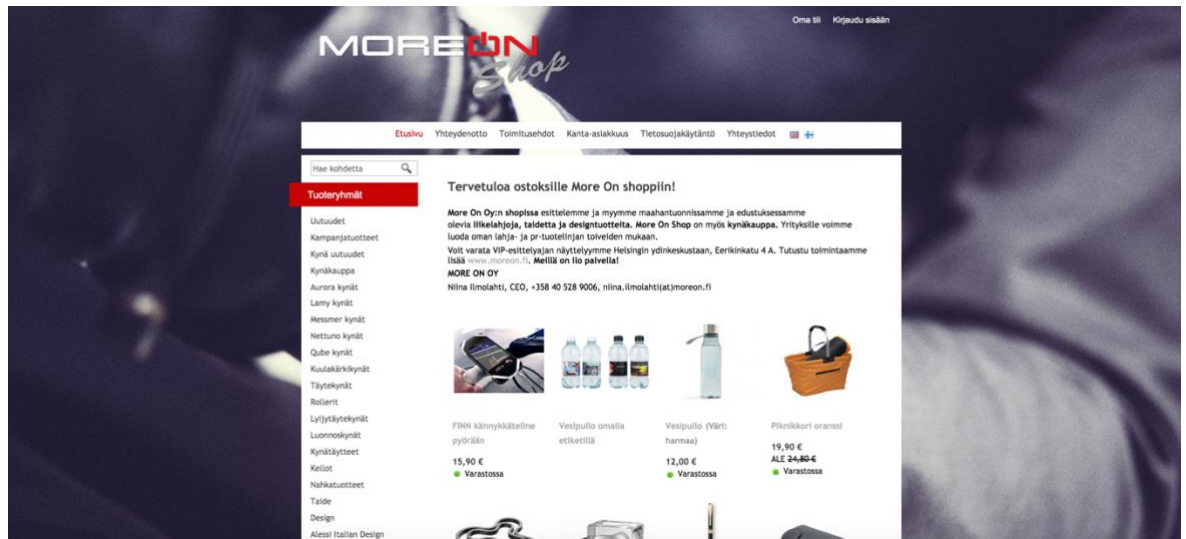 Oma tili Kirjaudu sisään
MOREON
Shop
Etusivu Yhteydenotto Toimitusehdot Kanta-asiakkuus Tietosuojakäytäntö Yhteystiedot
Hae kohdetta
Tuoteryhmät
Uutuudet
Kampanjatuotteet
Kynä uutuudet
Kynäkauppa
Aurora kynät
Lamy kynät
Messmer kynät
Nettuno kynät
Qube kynät
Kuulakärkikynät
Täytekynät
Rollerit
Lyijytäytekynät
Luonnoskynät
Kynätäytteet
Kellot
Nahkatuotteet
Taide
Design
Alessi Italian Design
Tervetuloa ostoksille More On shoppiin!
More On Oy:n shopissa esittelemme ja myymme maahantuonnissamme ja edustuksessamme
olevia liikelahjoja, taidetta ja designtuotteita. More On Shop on myös kynäkauppa. Yrityksille voimme
luoda oman lahja- ja pr-tuotelinjan toiveiden mukaan.
Voit varata VIP-esittelyajan näyttelyymme Helsingin ydinkeskustaan, Eerikinkatu 4 A. Tutustu toimintaamme
lisää www.moreon.fi. Meillä on ilo palvella!
MORE ON OY
Niina Ilmolahti, CEO, +358 40 528 9006, niina.ilmolahti(at)moreon.fi
FINN kännykkäteline
pyörään
15,90 €
Varastossa
Vesipullo omalla
etiketillä
Vesipullo (Väri:
harmaa)
12,00 €
Varastossa
Piknikkori oranssi
19,90 €
ALE 24,80 €
Varastossa